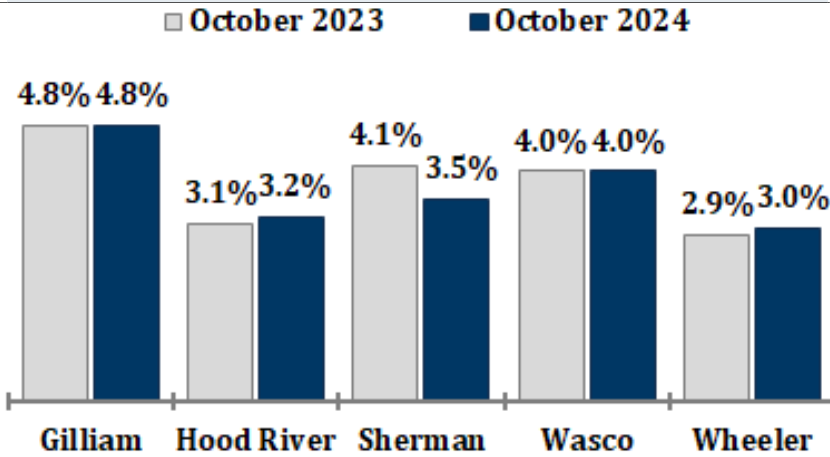 October 2023 October 2024
4.8% 4.8%
3.1% 3.2%
4.1% 3.5%
4.0% 4.0%
2.9% 3.0%
Gilliam Hood River Sherman Wasco Wheeler